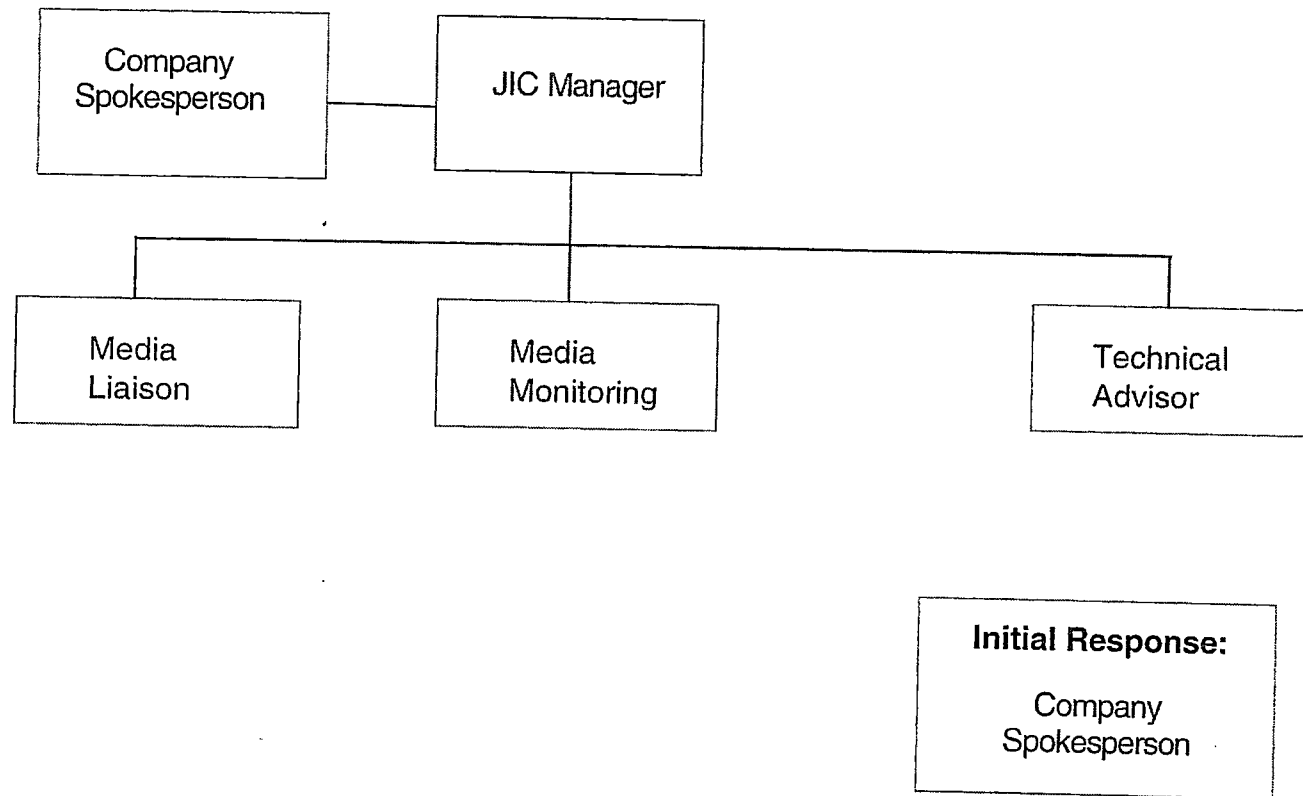 Company
Spokesperson
JIC Manager
Media
Liaison
Media
Monitoring
Technical
Advisor
Initial Response:
Company
Spokesperson